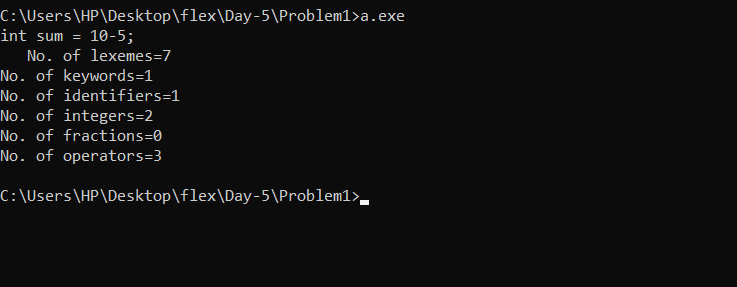 C:\Users\HP\Desktop\flex\Day-5\Problem1>a.exe
int sum = 10-5;
   No. of lexemes=7
No. of keywords=1
No. of identifiers=1
No. of integers=2
No. of fractions=0
No. of operators=3
C:\Users\HP\Desktop\flex\Day-5\Problem1>